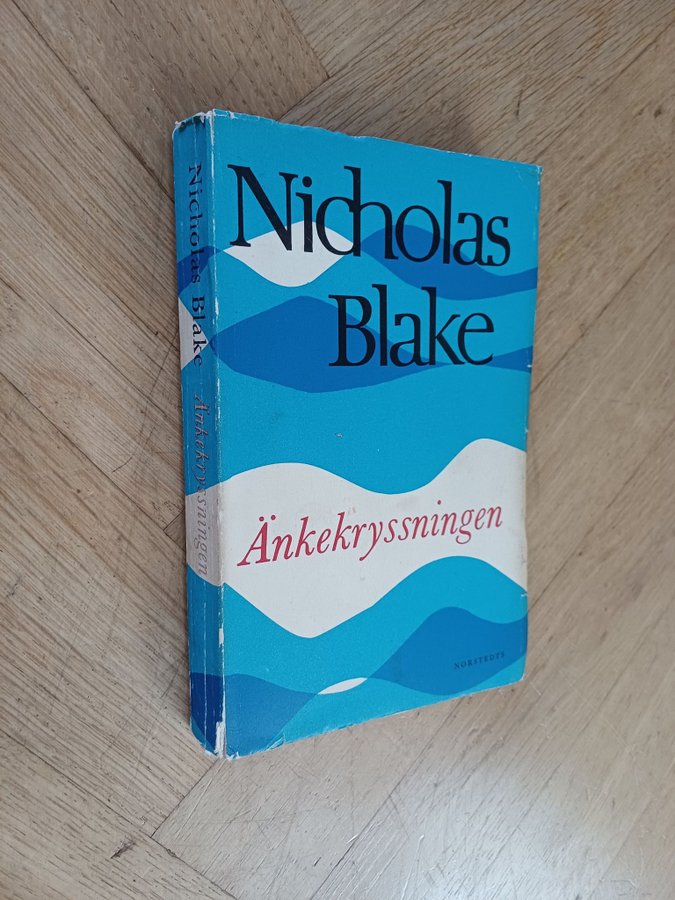 Nicholas
Blake
Änkekryssningen
NORSTEDTS
Nicholas Blake Änkekryssningen